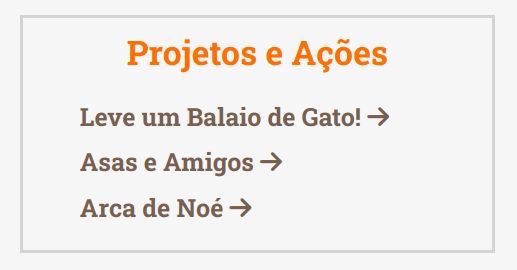 Projetos e Ações
Leve um Balaio de Gato! →
Asas e Amigos →
Arca de Noé →